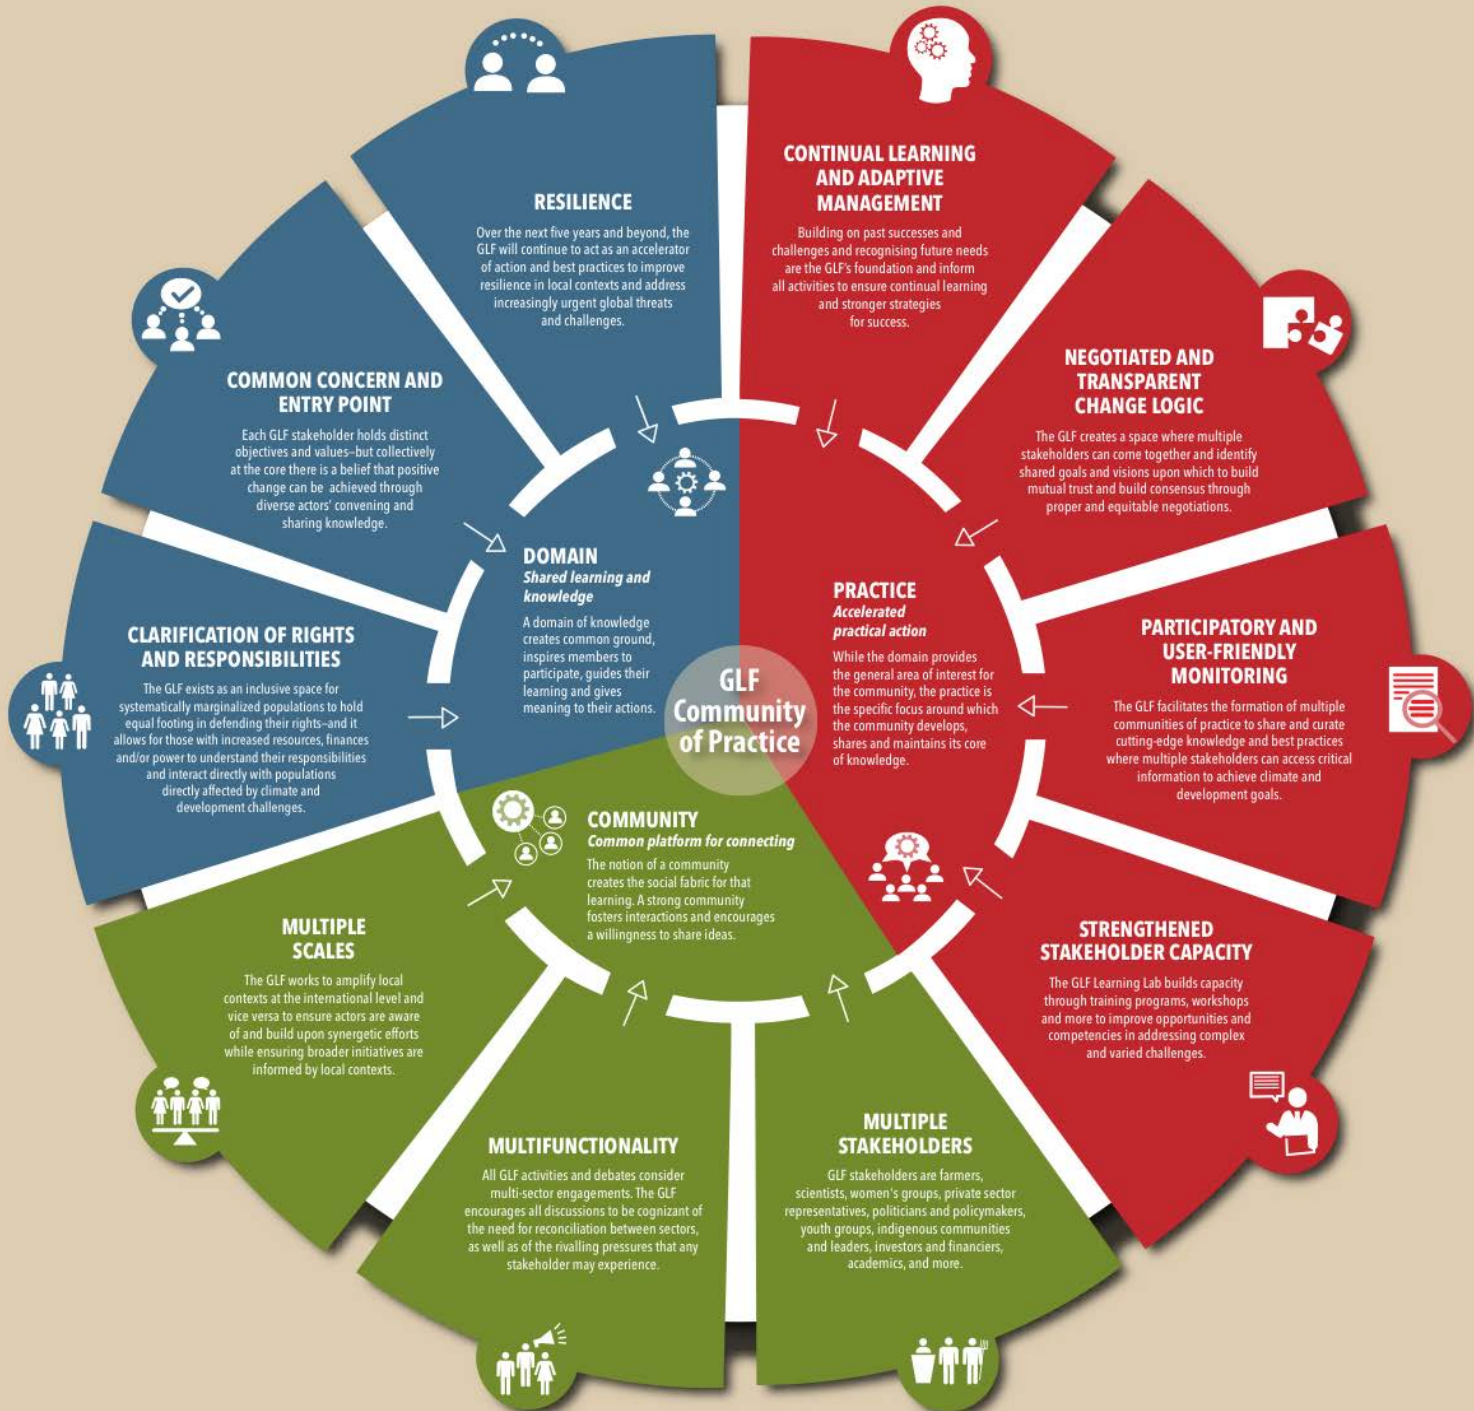 RESILIENCE
Over the next five years and beyond, the
GLF will continue to act as an accelerator
of action and best practices to improve
resilience in local contexts and address
increasingly urgent global threats
and challenges.
CONTINUAL LEARNING
AND ADAPTIVE
MANAGEMENT
Building on past successes and
challenges and recognising future needs
are the GLF's foundation and inform
all activities to ensure continual learning
and stronger strategies
for success.
COMMON CONCERN AND
ENTRY POINT
Each GLF stakeholder holds distinct
objectives and values–but collectively
at the core there is a belief that positive
change can be achieved through
diverse actors' convening and
sharing knowledge.
NEGOTIATED AND
TRANSPARENT
CHANGE LOGIC
The GLF creates a space where multiple
stakeholders can come together and identify
shared goals and visions upon which to build
mutual trust and build consensus through
proper and equitable negotiations.
CLARIFICATION OF RIGHTS
AND RESPONSIBILITIES
The GLF exists as an inclusive space for
systematically marginalized populations to hold
equal footing in defending their rights–and it
allows for those with increased resources, finances
and/or power to understand their responsibilities
and interact directly with populations
directly affected by climate and
development challenges.
DOMAIN
Shared learning and
knowledge
A domain of knowledge
creates common ground,
inspires members to
participate, guides their
learning and gives
meaning to their actions.
GLF
Community
of Practice
PRACTICE
Accelerated
practical action
While the domain provides
the general area of interest for
the community, the practice is
the specific focus around which
the community develops,
shares and maintains its core
of knowledge.
PARTICIPATORY AND
USER-FRIENDLY
MONITORING
The GLF facilitates the formation of multiple
communities of practice to share and curate
cutting-edge knowledge and best practices
where multiple stakeholders can access critical
information to achieve climate and
development goals.
COMMUNITY
Common platform for connecting
The notion of a community
creates the social fabric for that
learning. A strong community
fosters interactions and encourages
a willingness to share ideas.
MULTIPLE
SCALES
The GLF works to amplify local
contexts at the international level and
vice versa to ensure actors are aware
of and build upon synergetic efforts
while ensuring broader initiatives are
informed by local contexts.
STRENGTHENED
STAKEHOLDER CAPACITY
The GLF Learning Lab builds capacity
through training programs, workshops
and more to improve opportunities and
competencies in addressing complex
and varied challenges.
MULTIFUNCTIONALITY
All GLF activities and debates consider
multi-sector engagements. The GLF
encourages all discussions to be cognizant of
the need for reconciliation between sectors,
as well as of the rivalling pressures that any
stakeholder may experience.
MULTIPLE
STAKEHOLDERS
GLF stakeholders are farmers,
scientists, women's groups, private sector
representatives, politicians and policymakers,
youth groups, indigenous communities
and leaders, investors and financiers,
academics, and more.